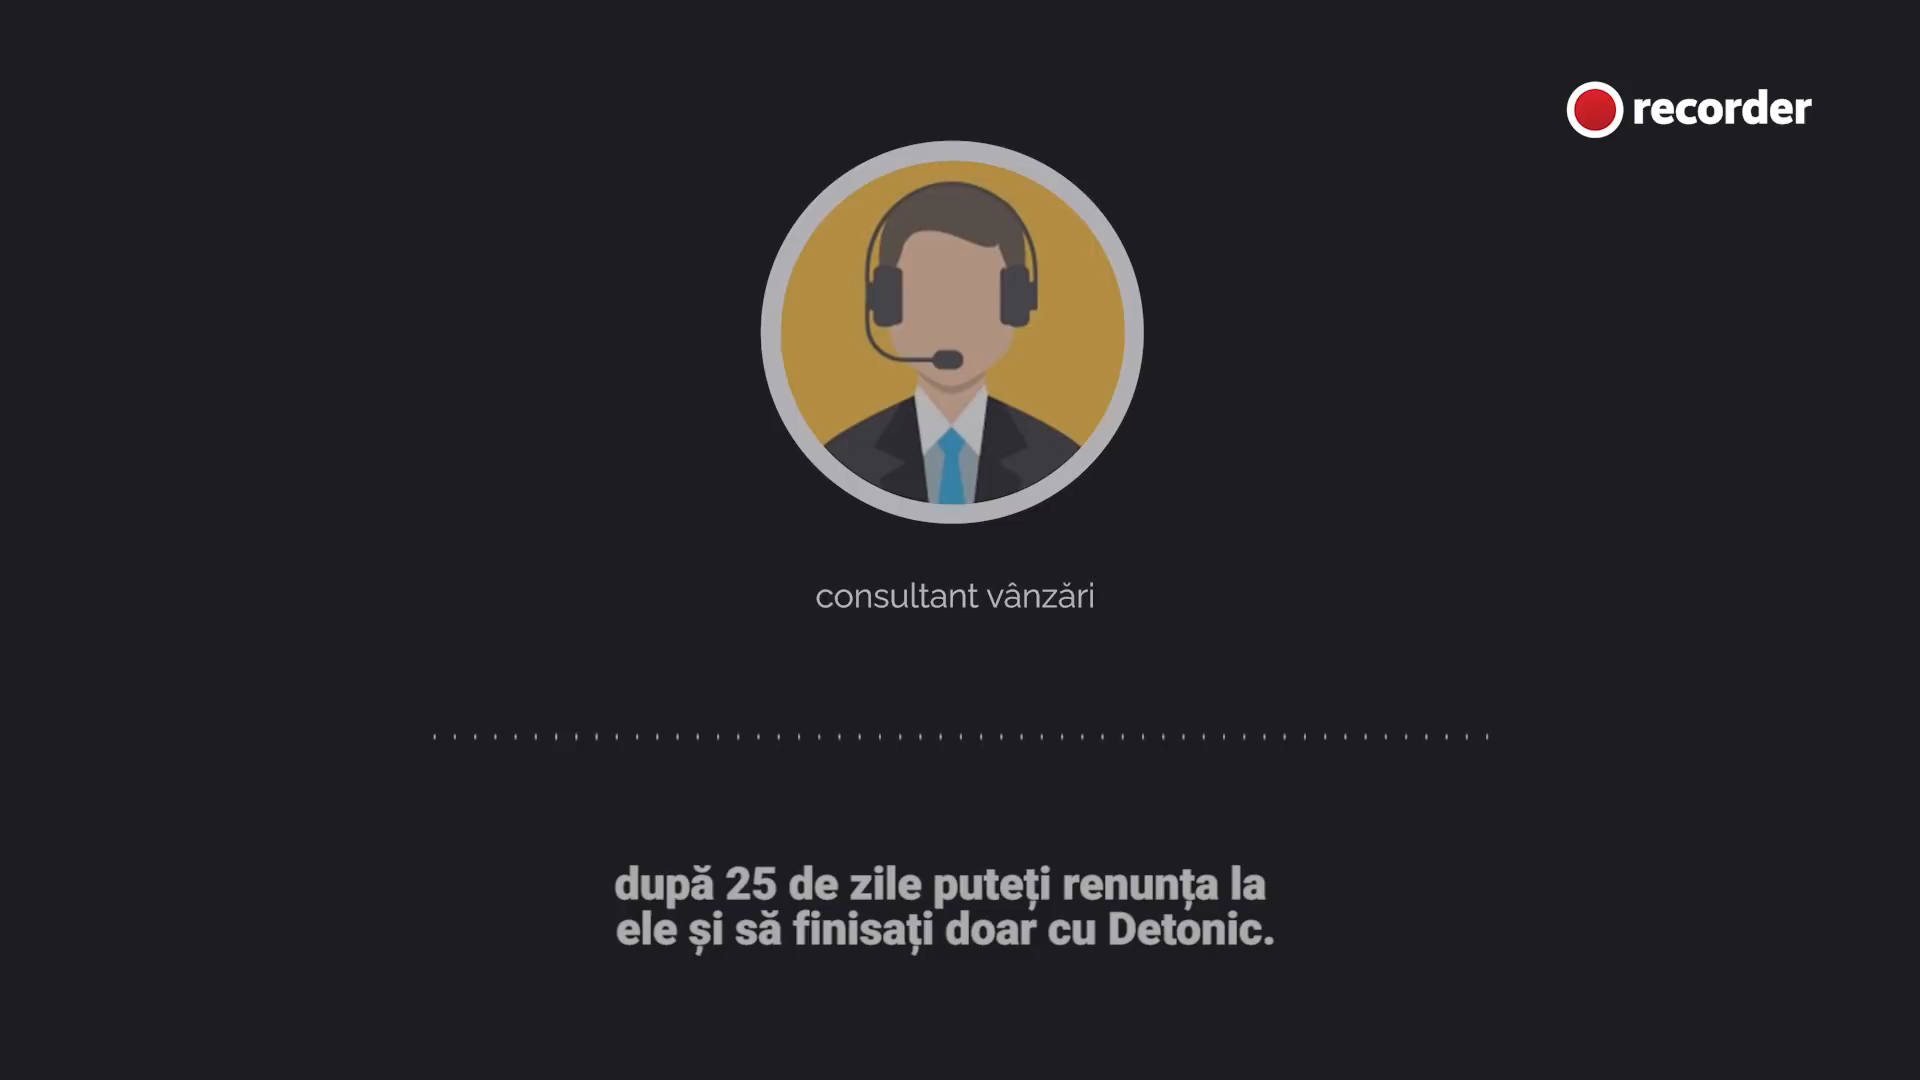 recorder
consultant vânzări
după 25 de zile puteți renunța la
ele și să finisați doar cu Detonic.